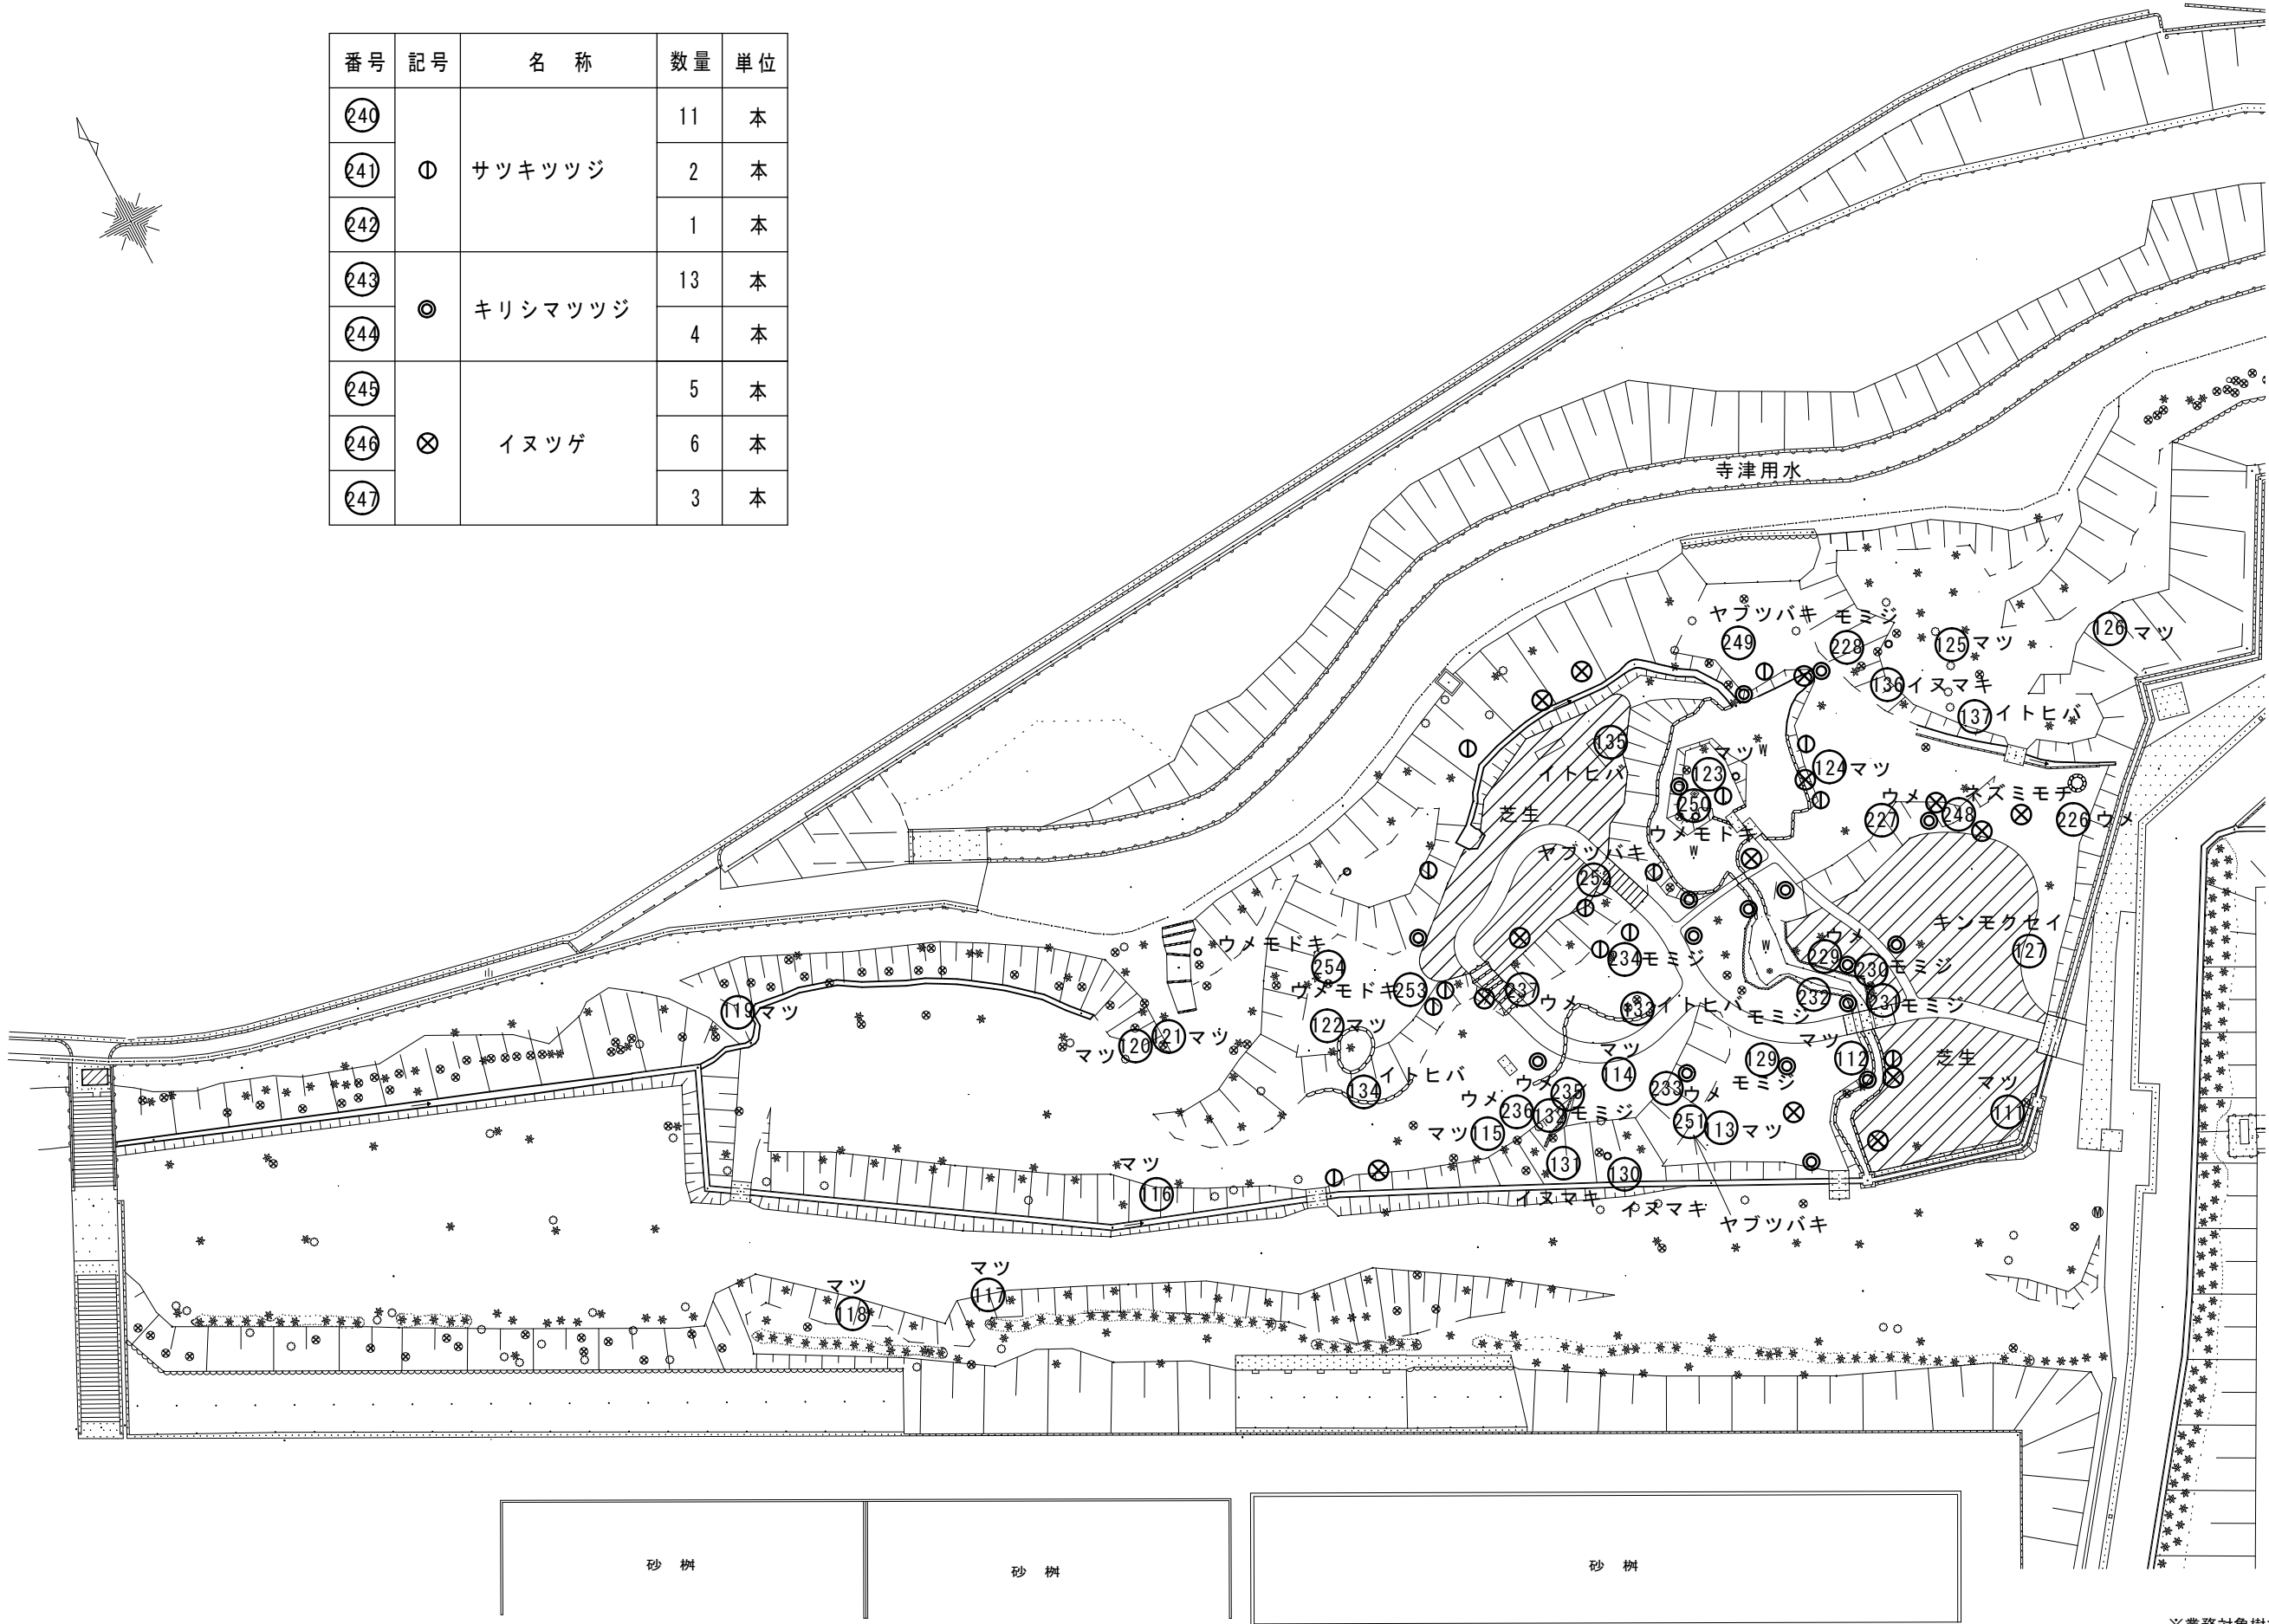 番号 記号 名 称 数量 単位
240 サツキツツジ 11 本
241 2 本
242 1 本
243 キリシマツツジ 13 本
244 4 本
245 イヌツゲ 5 本
246 6 本
247 3 本
寺津用水
ヤブツバキ モミジ
249 228 125 マツ 126 マツ
136 イヌマキ
137 イトヒバ
135 マツ W
イトヒバ 123 124 マツ
芝生 250 ウメ ネズミモチ
227 248 226 ウメ
ウメモドキ
ヤブツバキ W
252
キンモクセイ
ウメモドキ ウメ W 127
254 234 モミジ 229 230 モミジ
ウメモドキ 253 237 ウメ 232 231 モミジ
119 マツ 133 イトヒバ モミジ
122 マツ
マツ 120 121 マツ マツ マツ
114 129 112 芝生
134 イトヒバ ウメ 235 233 ウメ モミジ マツ
ウメ 236 132 モミジ 111
マツ 115 251 113 マツ
マツ 131 130
116 イヌマキ イヌマキ ヤブツバキ
M
マツ
マツ 117
118
砂 桝 砂 桝 砂 桝